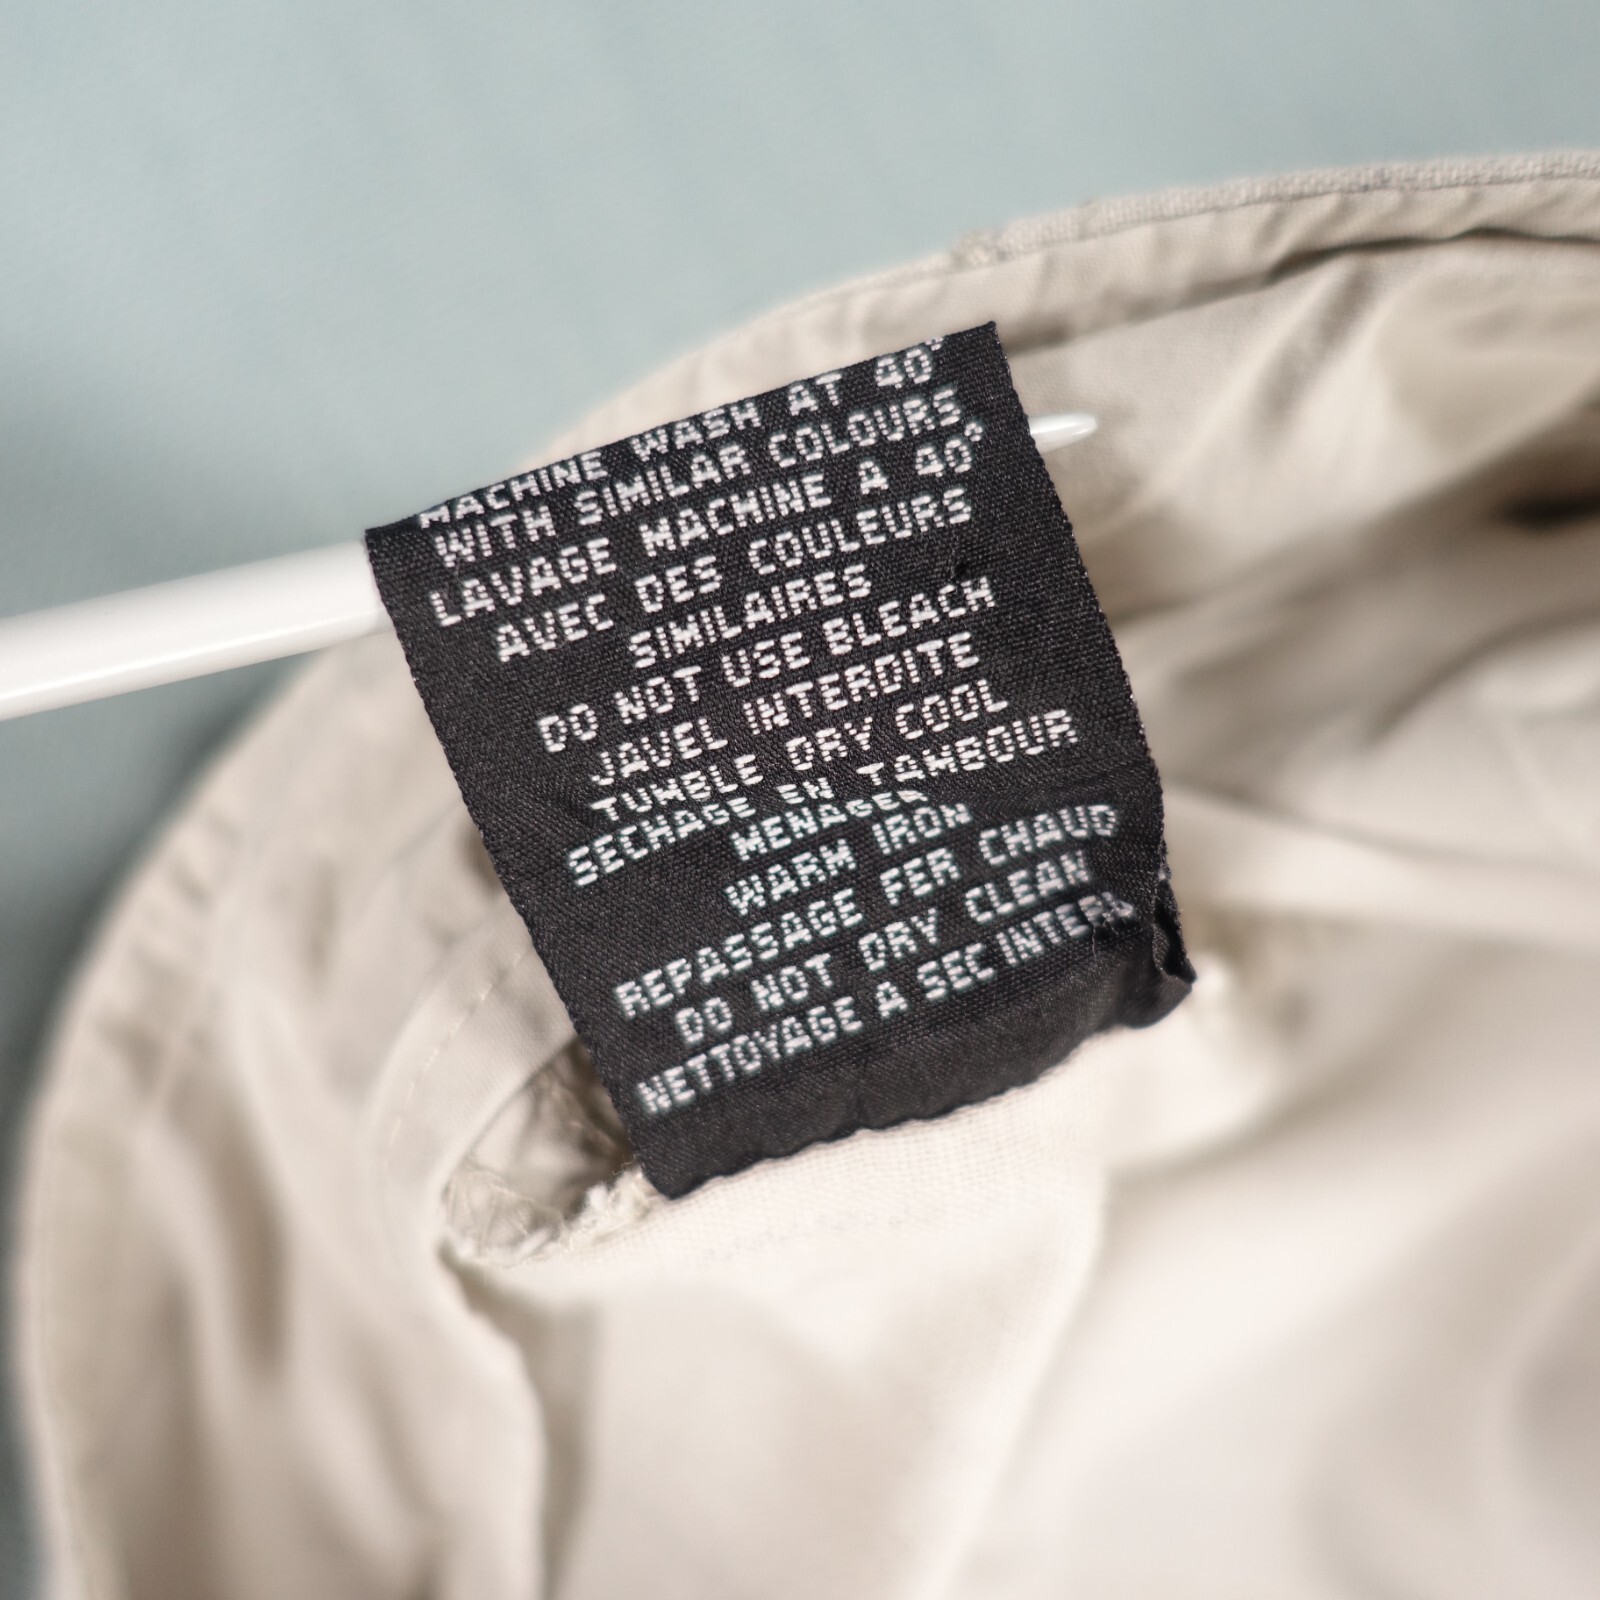 MACHINE WASH AT 40°
WITH SIMILAR COLOURS
LAVAGE MACHINE A 40°
AVEC DES COULEURS
SIMILAIRES
DO NOT USE BLEACH
JAVEL INTERDITE
TUMBLE DRY COOL
SECHAGE EN TAMBOUR
MENAGER
WARM IRON
REPASSAGE FER CHAUD
DO NOT DRY CLEAN
NETTOYAGE A SEC